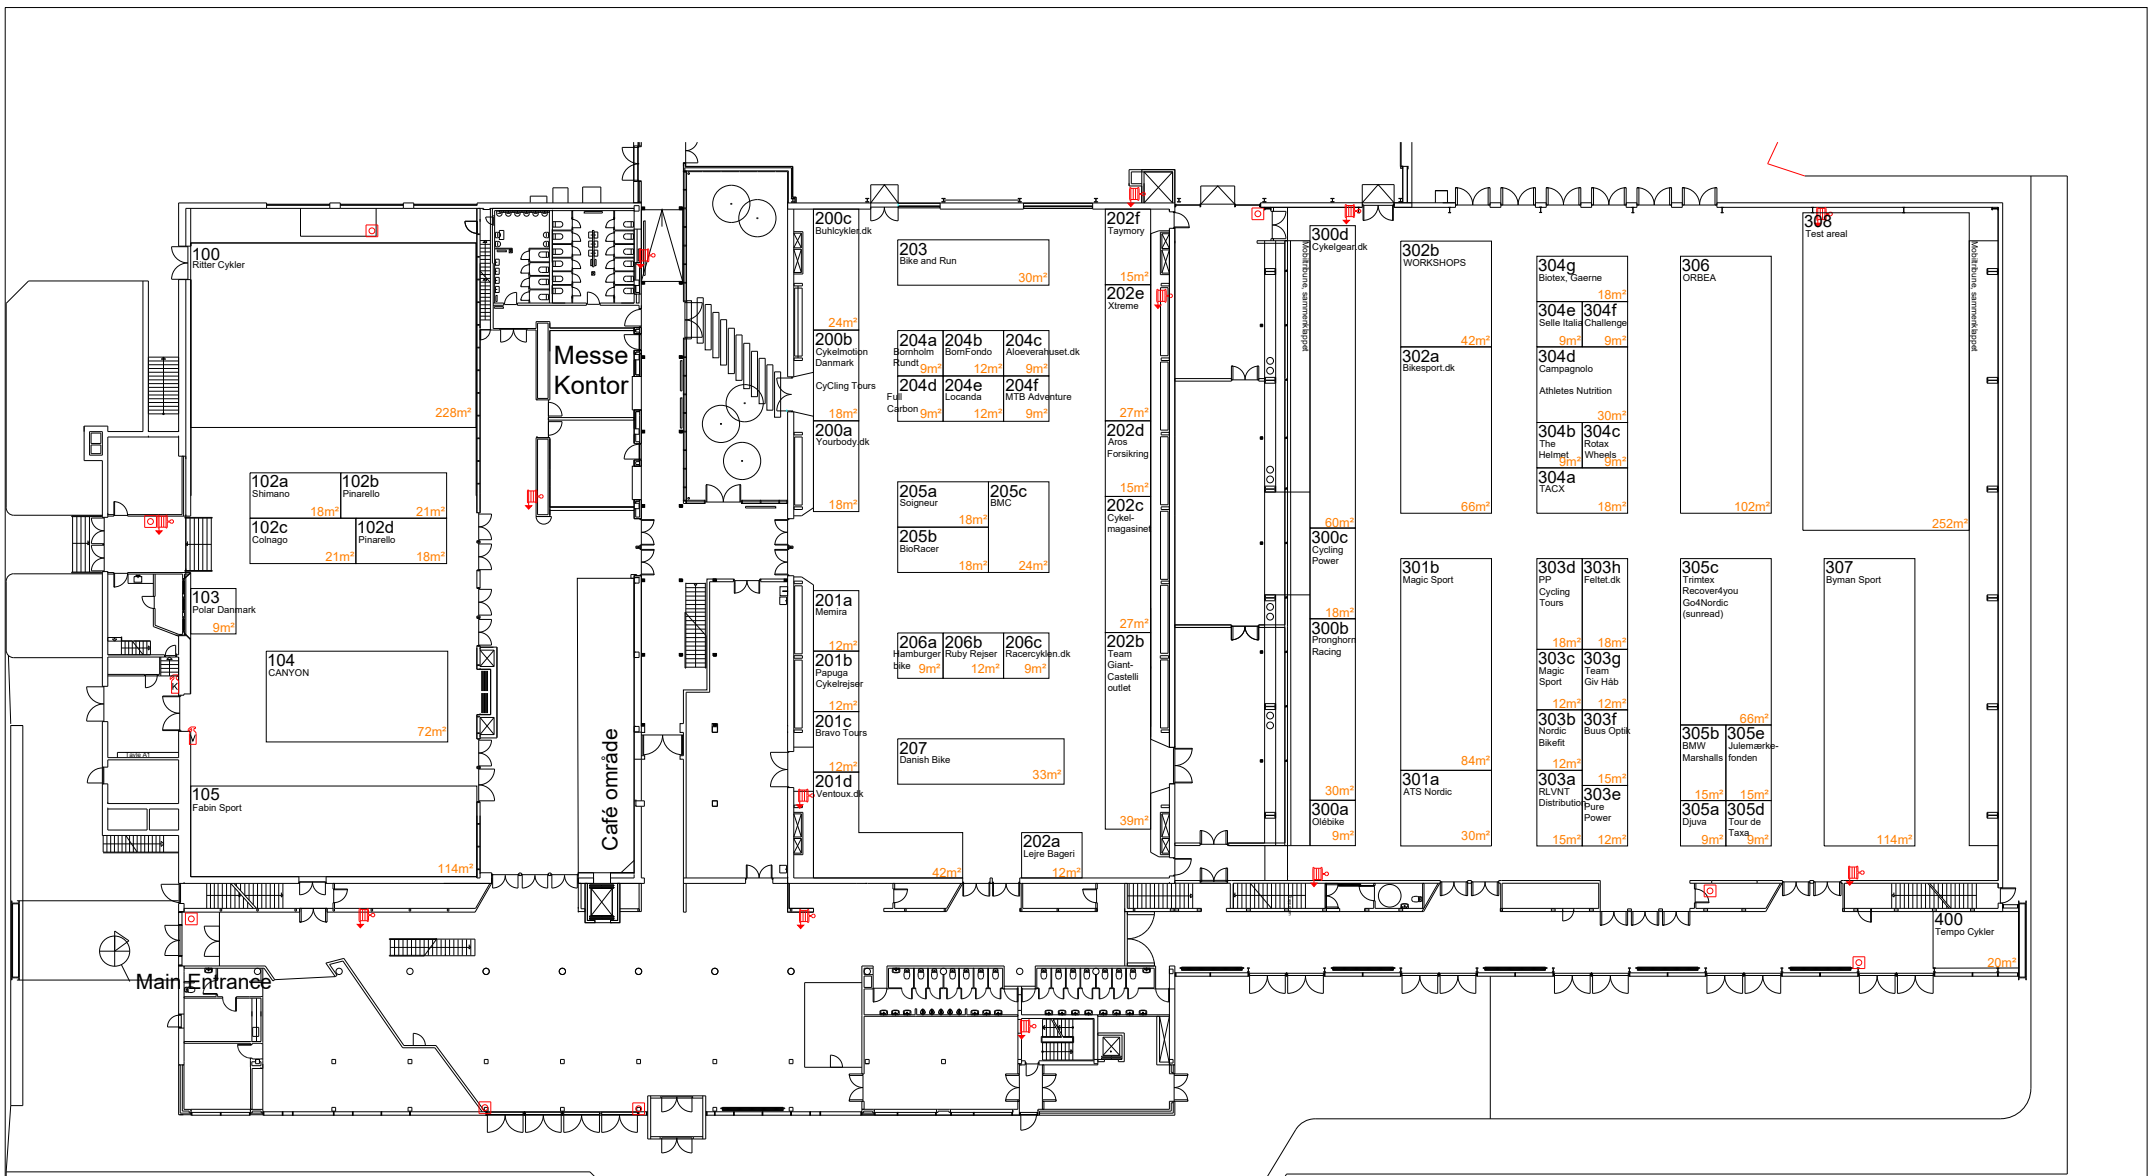 100
Ritter Cykler
228m²
102a
Shimano
18m²
102b
Pinarello
21m²
102c
Colnago
21m²
102d
Pinarello
18m²
103
Polar Danmark
9m²
104
CANYON
72m²
105
Fabin Sport
114m²
Main Entrance
Messe
Kontor
Café område
200c
Buhlcykler.dk
24m²
200b
Cykelmotion
Danmark
CyCling Tours
18m²
200a
Yourbody.dk
18m²
201a
Memira
12m²
201b
Papuga
Cykelrejser
12m²
201c
Bravo Tours
12m²
201d
Ventoux.dk
42m²
203
Bike and Run
30m²
204a
Bornholm
Rundt
9m²
204b
BornFondo
12m²
204c
Aloeverahuset.dk
9m²
204d
Full
Carbon
9m²
204e
Locanda
12m²
204f
MTB Adventure
9m²
205a
Soigneur
18m²
205c
BMC
24m²
205b
BioRacer
18m²
206a
Hamburger
bike
9m²
206b
Ruby Rejser
12m²
206c
Racercyklen.dk
9m²
207
Danish Bike
33m²
202a
Lejre Bageri
12m²
202f
Taymory
15m²
202e
Xtreme
27m²
202d
Aros
Forsikring
15m²
202c
Cykel-
magasinet
27m²
202b
Team
Giant-
Castelli
outlet
39m²
Mobiltribune, sammenklappet
300d
Cykelgear.dk
60m²
300c
Cycling
Power
18m²
300b
Pronghorn
Racing
30m²
300a
Olébike
9m²
302b
WORKSHOPS
42m²
302a
Bikesport.dk
66m²
301b
Magic Sport
84m²
301a
ATS Nordic
30m²
304g
Biotex, Gaerne
18m²
304e
Selle Italia
9m²
304f
Challenge
9m²
304d
Campagnolo
Athletes Nutrition
30m²
304b
The
Helmet
9m²
304c
Rotax
Wheels
9m²
304a
TACX
18m²
303d
PP
Cycling
Tours
18m²
303h
Feltet.dk
18m²
303c
Magic
Sport
12m²
303g
Team
Giv Håb
12m²
303b
Nordic
Bikefit
12m²
303f
Buus Optik
15m²
303a
RLVNT
Distribution
15m²
303e
Pure
Power
12m²
306
ORBEA
102m²
305c
Trimtex
Recover4you
Go4Nordic
(sunread)
66m²
305b
BMW
Marshalls
15m²
305e
Julemærke-
fonden
15m²
305a
Djuva
9m²
305d
Tour de
Taxa
9m²
308
Test areal
252m²
307
Byman Sport
114m²
Mobiltribune, sammenklappet
400
Tempo Cykler
20m²